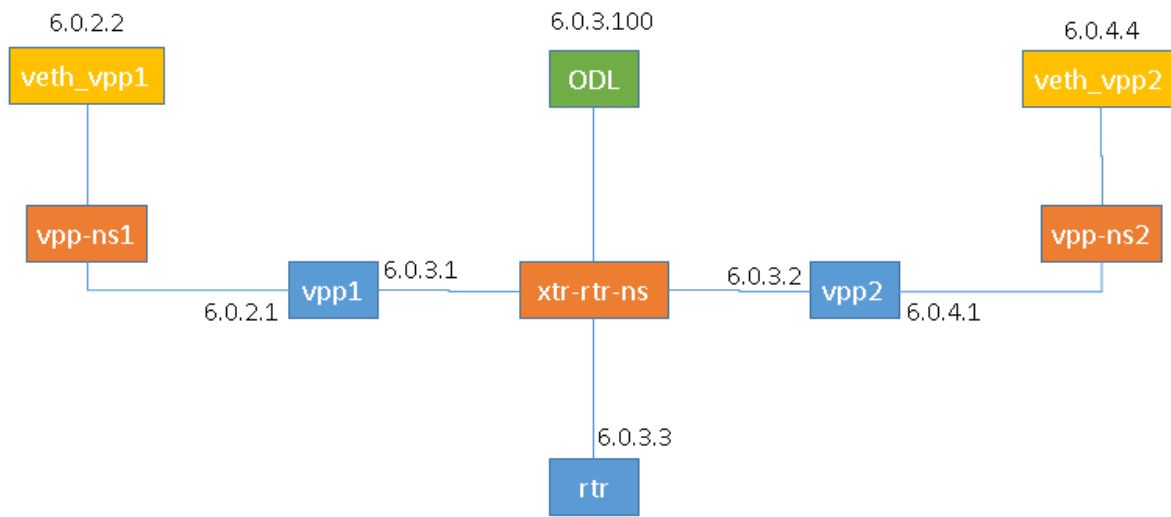 6.0.2.2
6.0.3.100
6.0.4.4
veth_vpp1
ODL
veth_vpp2
vpp-ns1
vpp-ns2
6.0.3.1
6.0.3.2
vpp1
xtr-rtr-ns
vpp2
6.0.2.1
6.0.4.1
6.0.3.3
rtr